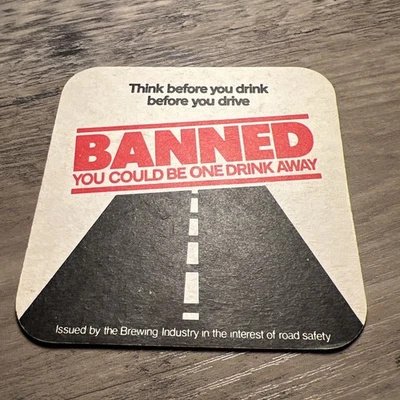 Think before you drink
before you drive
BANNED
YOU COULD BE ONE DRINK AWAY
Issued by the Brewing Industry in the interest of road safety